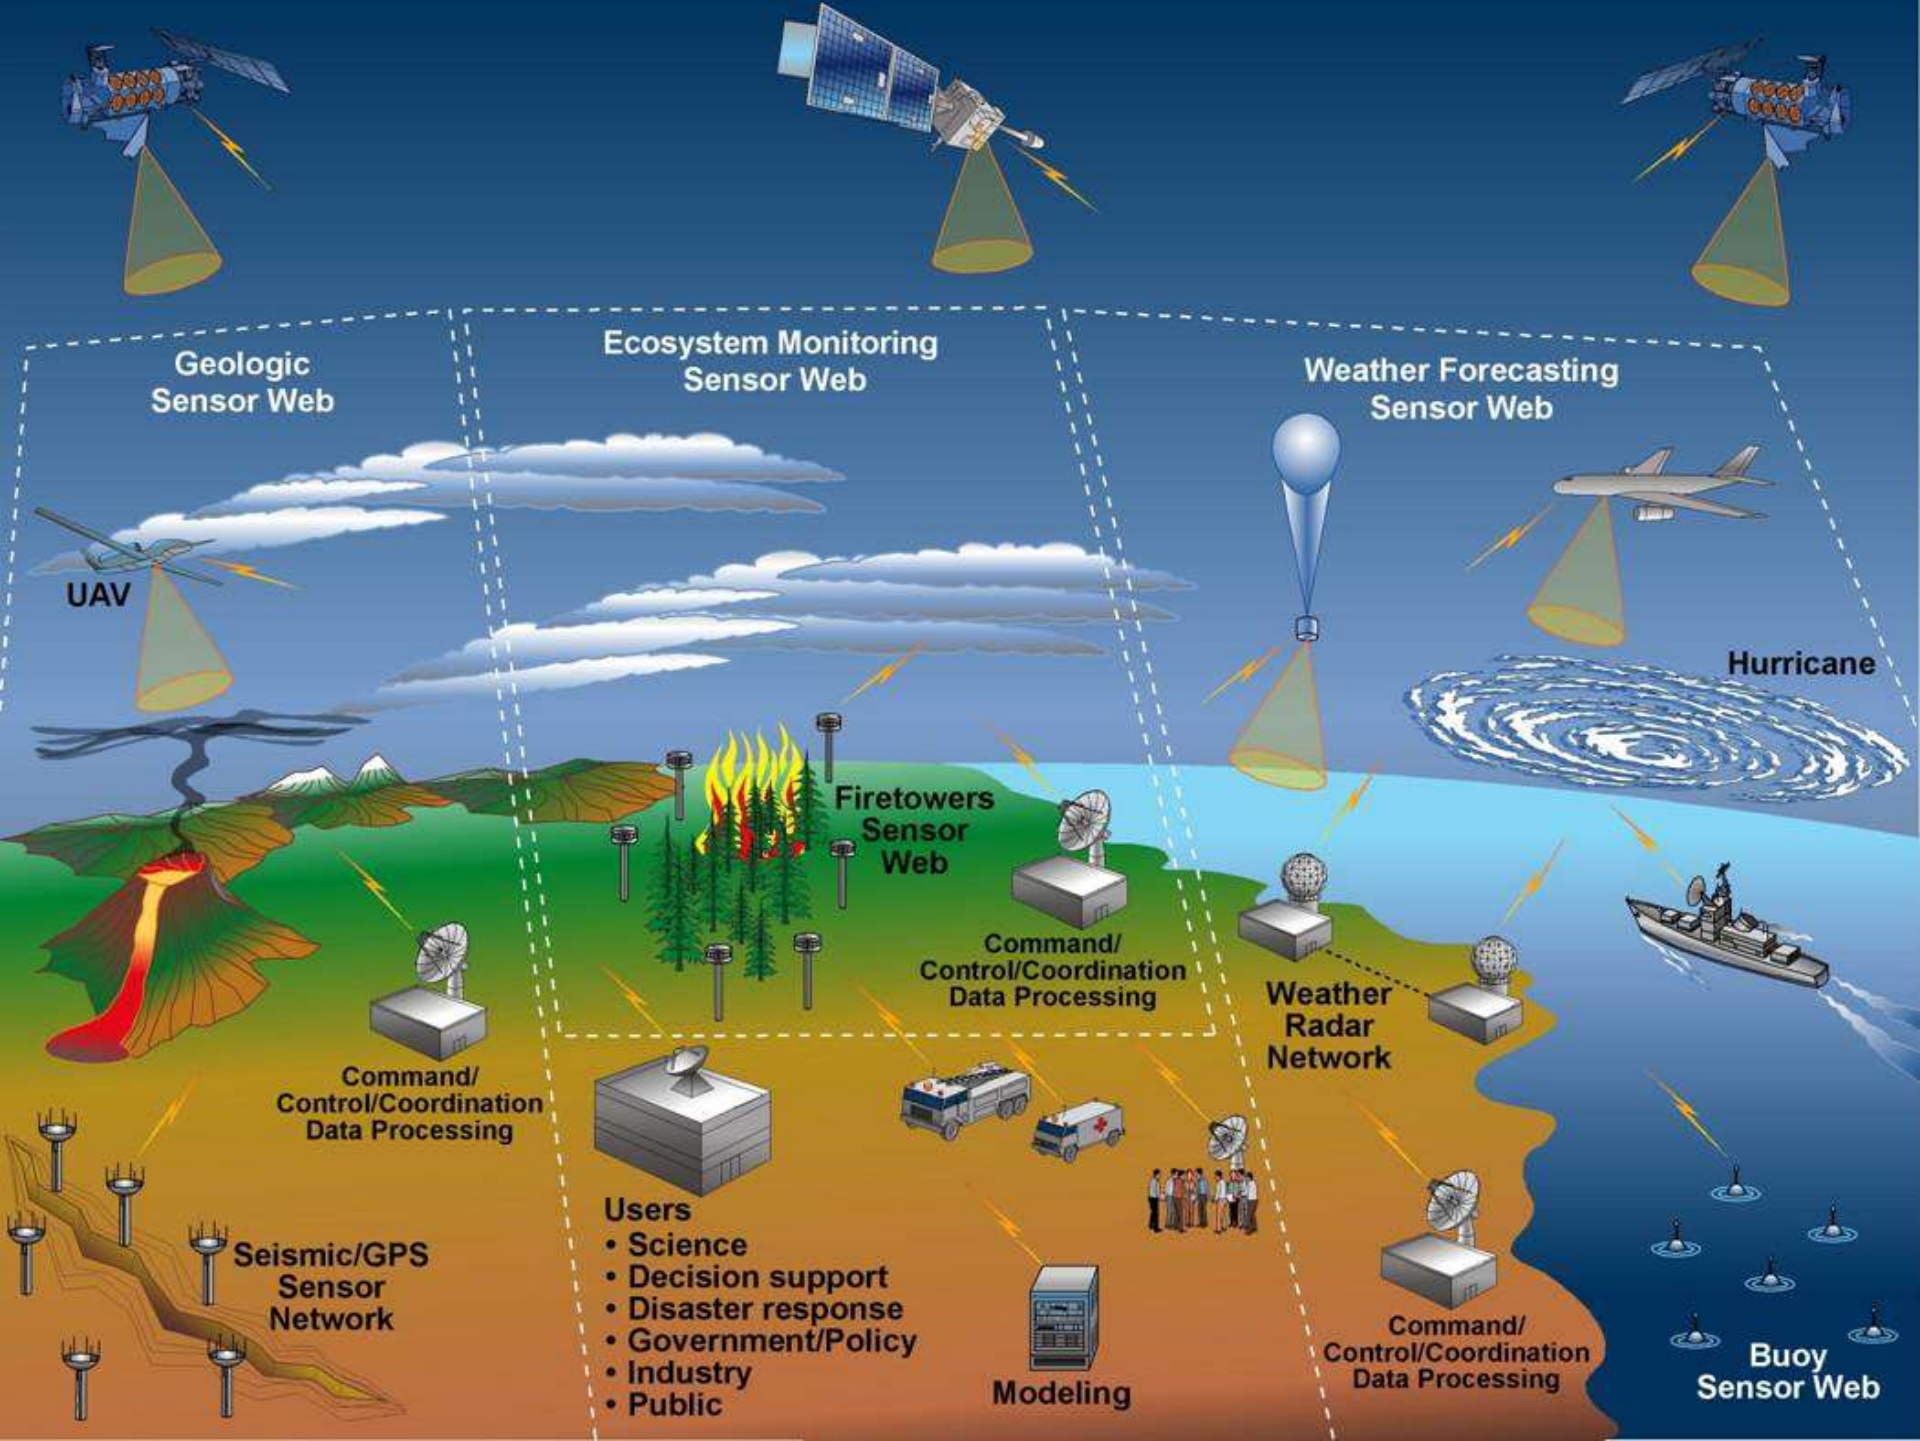 Geologic
Sensor Web
Ecosystem Monitoring
Sensor Web
Weather Forecasting
Sensor Web
UAV
Hurricane
Firetowers
Sensor
Web
Command/
Control/Coordination
Data Processing
Weather
Radar
Network
Command/
Control/Coordination
Data Processing
Seismic/GPS
Sensor
Network
Users
• Science
• Decision support
• Disaster response
• Government/Policy
• Industry
• Public
Modeling
Command/
Control/Coordination
Data Processing
Buoy
Sensor Web